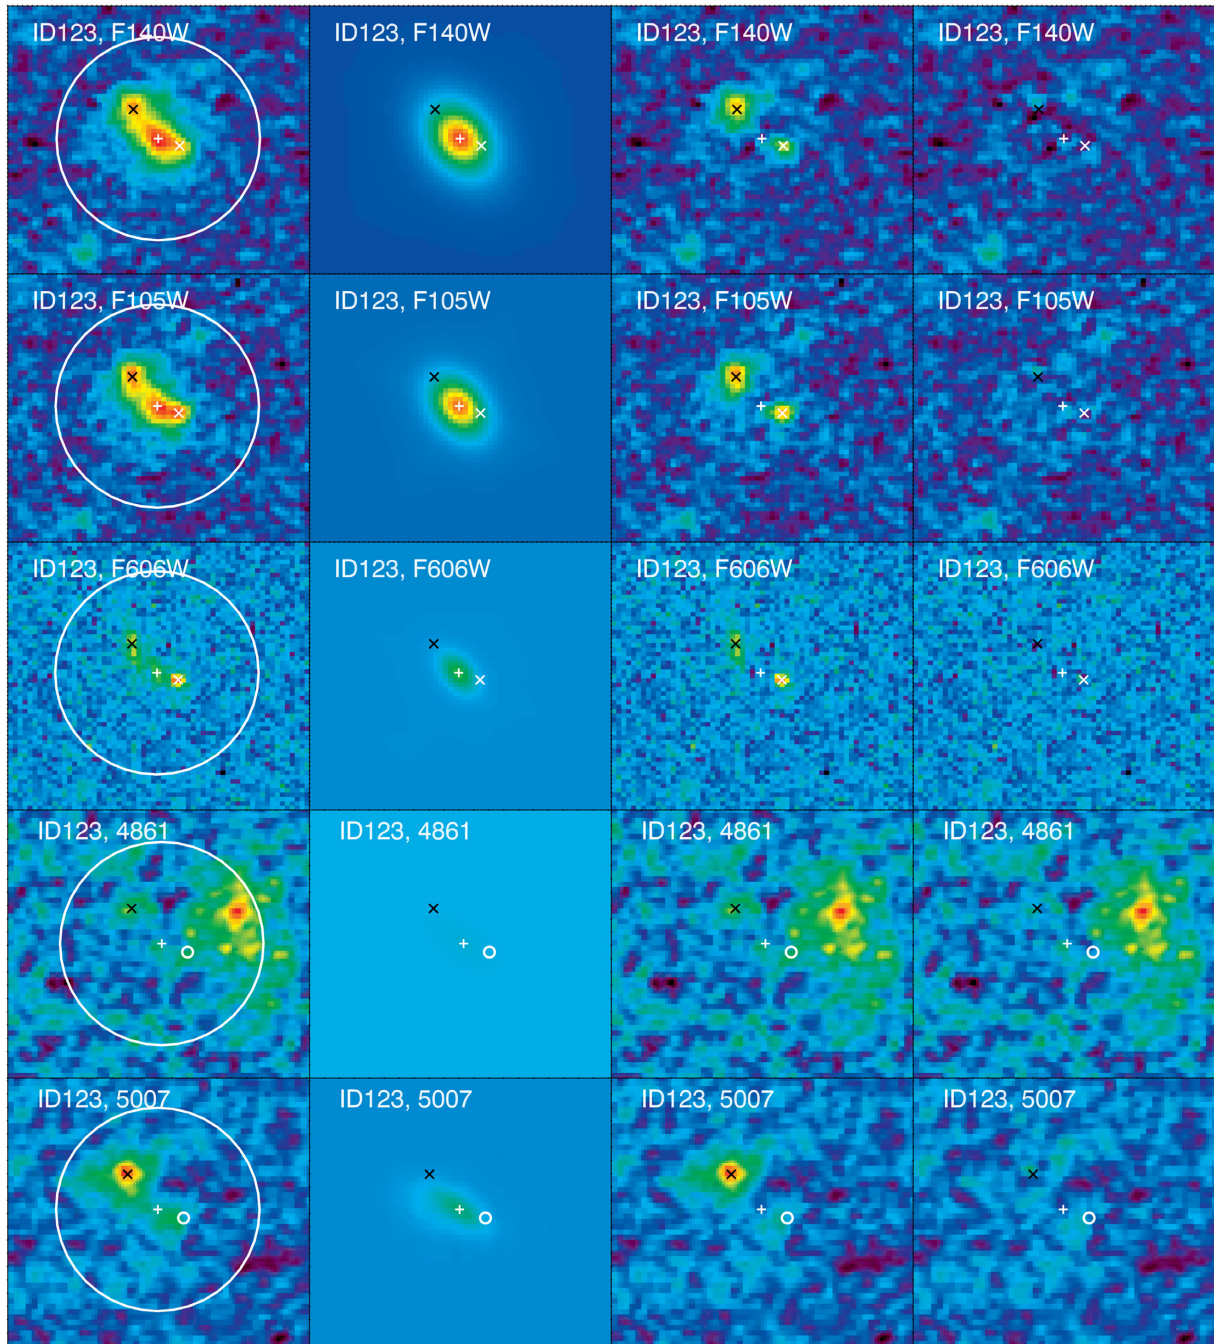 ID123, F140W ID123, F140W ID123, F140W ID123, F140W
ID123, F105W ID123, F105W ID123, F105W ID123, F105W
ID123, F606W ID123, F606W ID123, F606W ID123, F606W
ID123, 4861 ID123, 4861 ID123, 4861 ID123, 4861
ID123, 5007 ID123, 5007 ID123, 5007 ID123, 5007